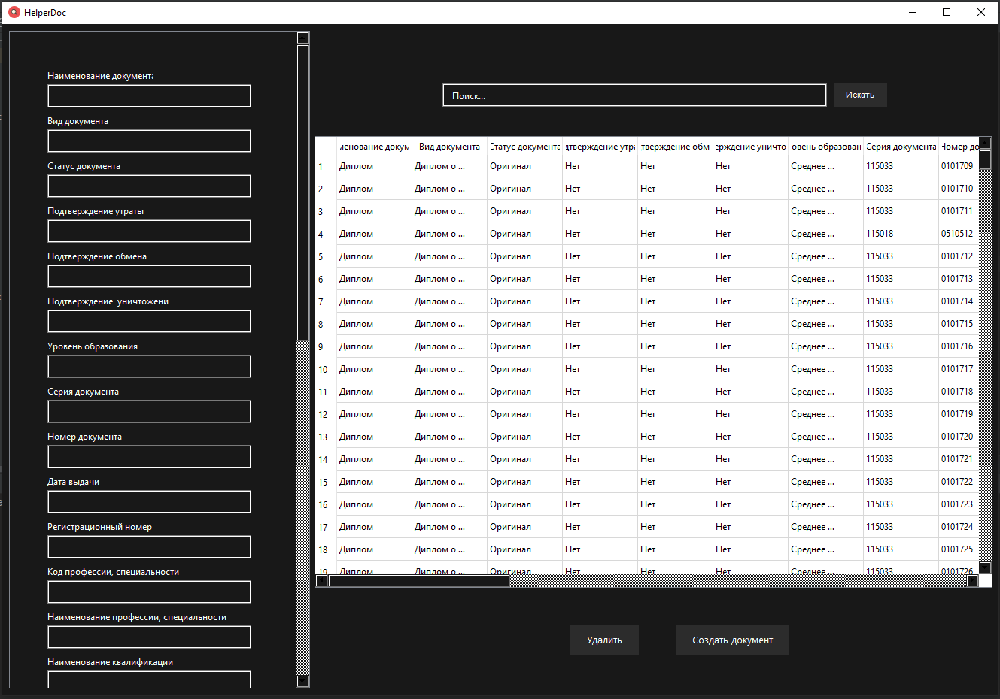 HelperDoc
Наименование документа
Вид документа
Статус документа
Подтверждение утраты
Подтверждение обмена
Подтверждение уничтожени
Уровень образования
Серия документа
Номер документа
Дата выдачи
Регистрационный номер
Код профессии, специальности
Наименование профессии, специальности
Наименование квалификации
Поиск...
Искать
менование докум Вид документа Статус документа дтверждение утра тверждение обм ерждение уничто овень образован Серия документа Номер до
1 Диплом Диплом о ... Оригинал Нет Нет Нет Среднее ... 115033 0101709
2 Диплом Диплом о ... Оригинал Нет Нет Нет Среднее ... 115033 0101710
3 Диплом Диплом о ... Оригинал Нет Нет Нет Среднее ... 115033 0101711
4 Диплом Диплом о ... Оригинал Нет Нет Нет Среднее ... 115018 0510512
5 Диплом Диплом о ... Оригинал Нет Нет Нет Среднее ... 115033 0101712
6 Диплом Диплом о ... Оригинал Нет Нет Нет Среднее ... 115033 0101713
7 Диплом Диплом о ... Оригинал Нет Нет Нет Среднее ... 115033 0101714
8 Диплом Диплом о ... Оригинал Нет Нет Нет Среднее ... 115033 0101715
9 Диплом Диплом о ... Оригинал Нет Нет Нет Среднее ... 115033 0101716
10 Диплом Диплом о ... Оригинал Нет Нет Нет Среднее ... 115033 0101717
11 Диплом Диплом о ... Оригинал Нет Нет Нет Среднее ... 115033 0101718
12 Диплом Диплом о ... Оригинал Нет Нет Нет Среднее ... 115033 0101719
13 Диплом Диплом о ... Оригинал Нет Нет Нет Среднее ... 115033 0101720
14 Диплом Диплом о ... Оригинал Нет Нет Нет Среднее ... 115033 0101721
15 Диплом Диплом о ... Оригинал Нет Нет Нет Среднее ... 115033 0101722
16 Диплом Диплом о ... Оригинал Нет Нет Нет Среднее ... 115033 0101723
17 Диплом Диплом о ... Оригинал Нет Нет Нет Среднее ... 115033 0101724
18 Диплом Диплом о ... Оригинал Нет Нет Нет Среднее ... 115033 0101725
19 Диплом Диплом о ... Оригинал Нет Нет Нет Среднее ... 115033 0101726
Удалить
Создать документ